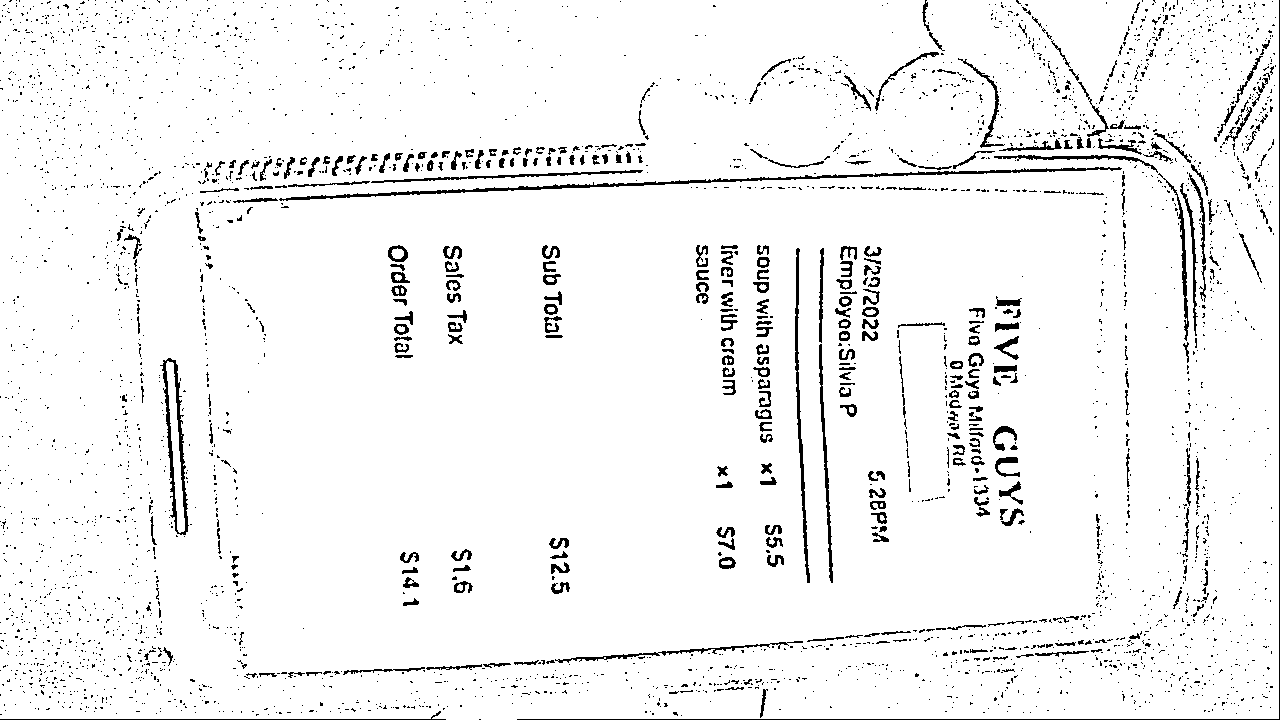 FIVE GUYS
Five Guys Milford-1334
0 Medway Rd
3/29/2022 5:28PM
Employee:Silvia P
soup with asparagus x1 $5.5
liver with cream x1 $7.0
sauce
Sub Total $12.5
Sales Tax $1.6
Order Total $14.1